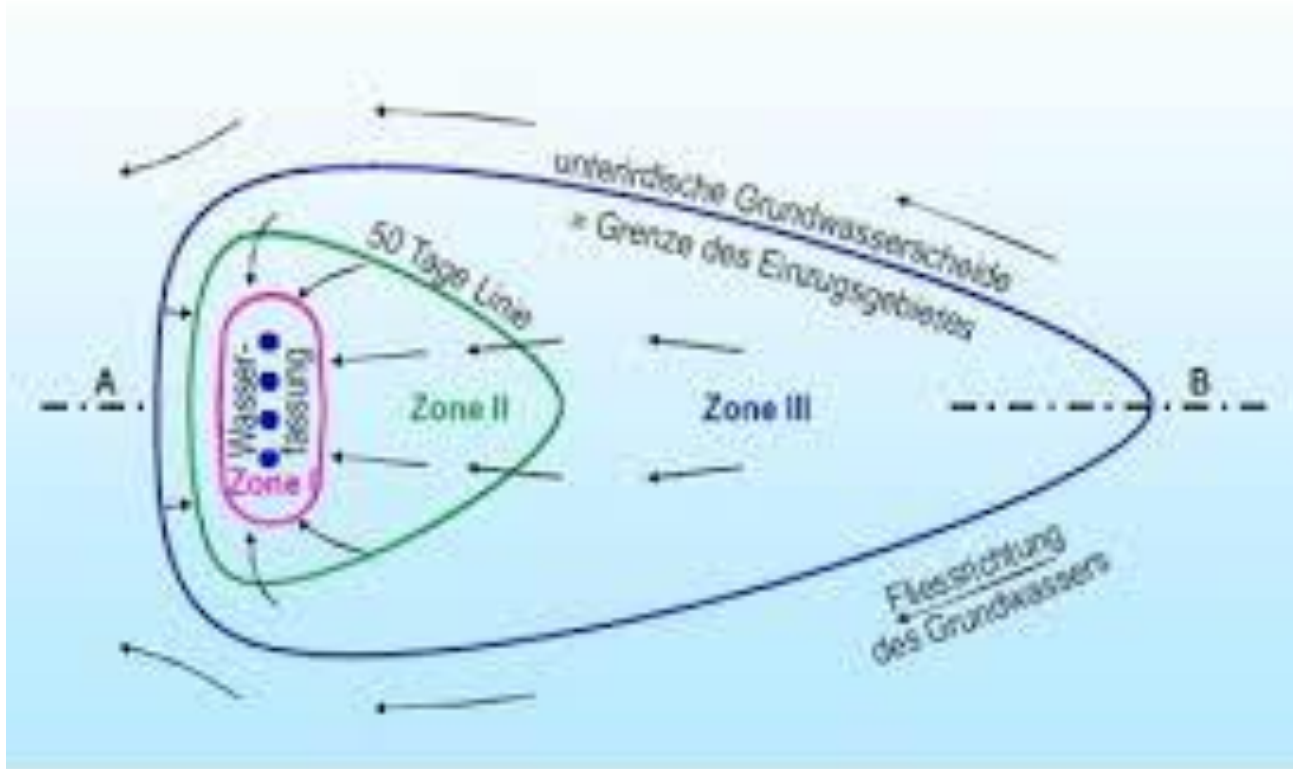 unterirdische Grundwasserscheide
= Grenze des Einzugsgebietes
50 Tage Linie
A
Wasser-
fassung
Zone I
Zone II
Zone III
B
Fliessrichtung
des Grundwassers